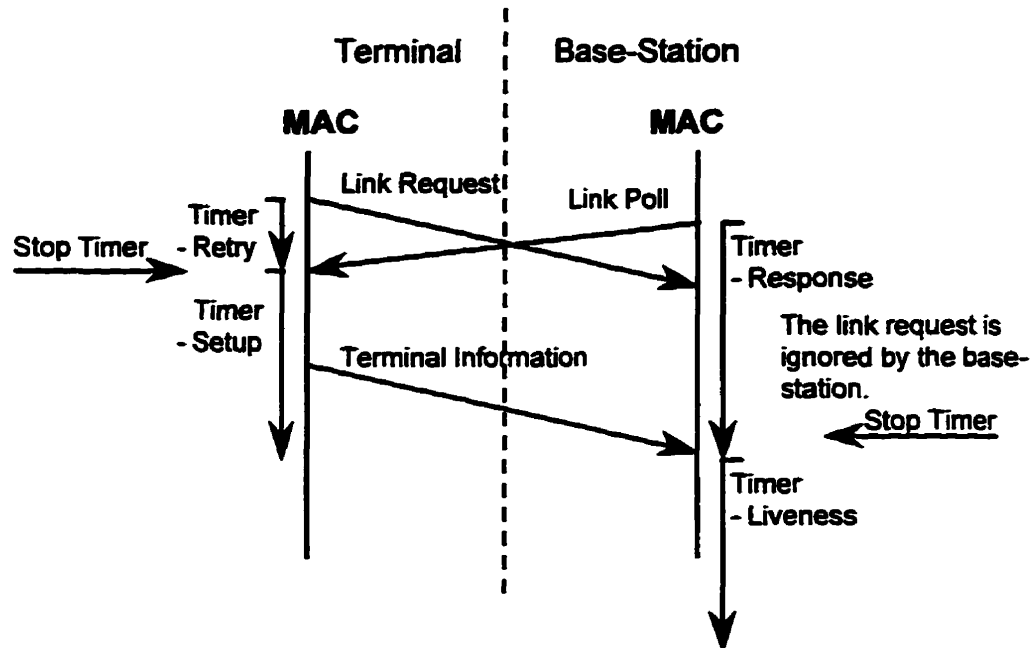 Terminal
Base-Station
MAC
MAC
Link Request
Link Poll
Timer
- Retry
Stop Timer
Timer
- Response
Timer
- Setup
The link request is
ignored by the base-
station.
Terminal Information
Stop Timer
Timer
- Liveness